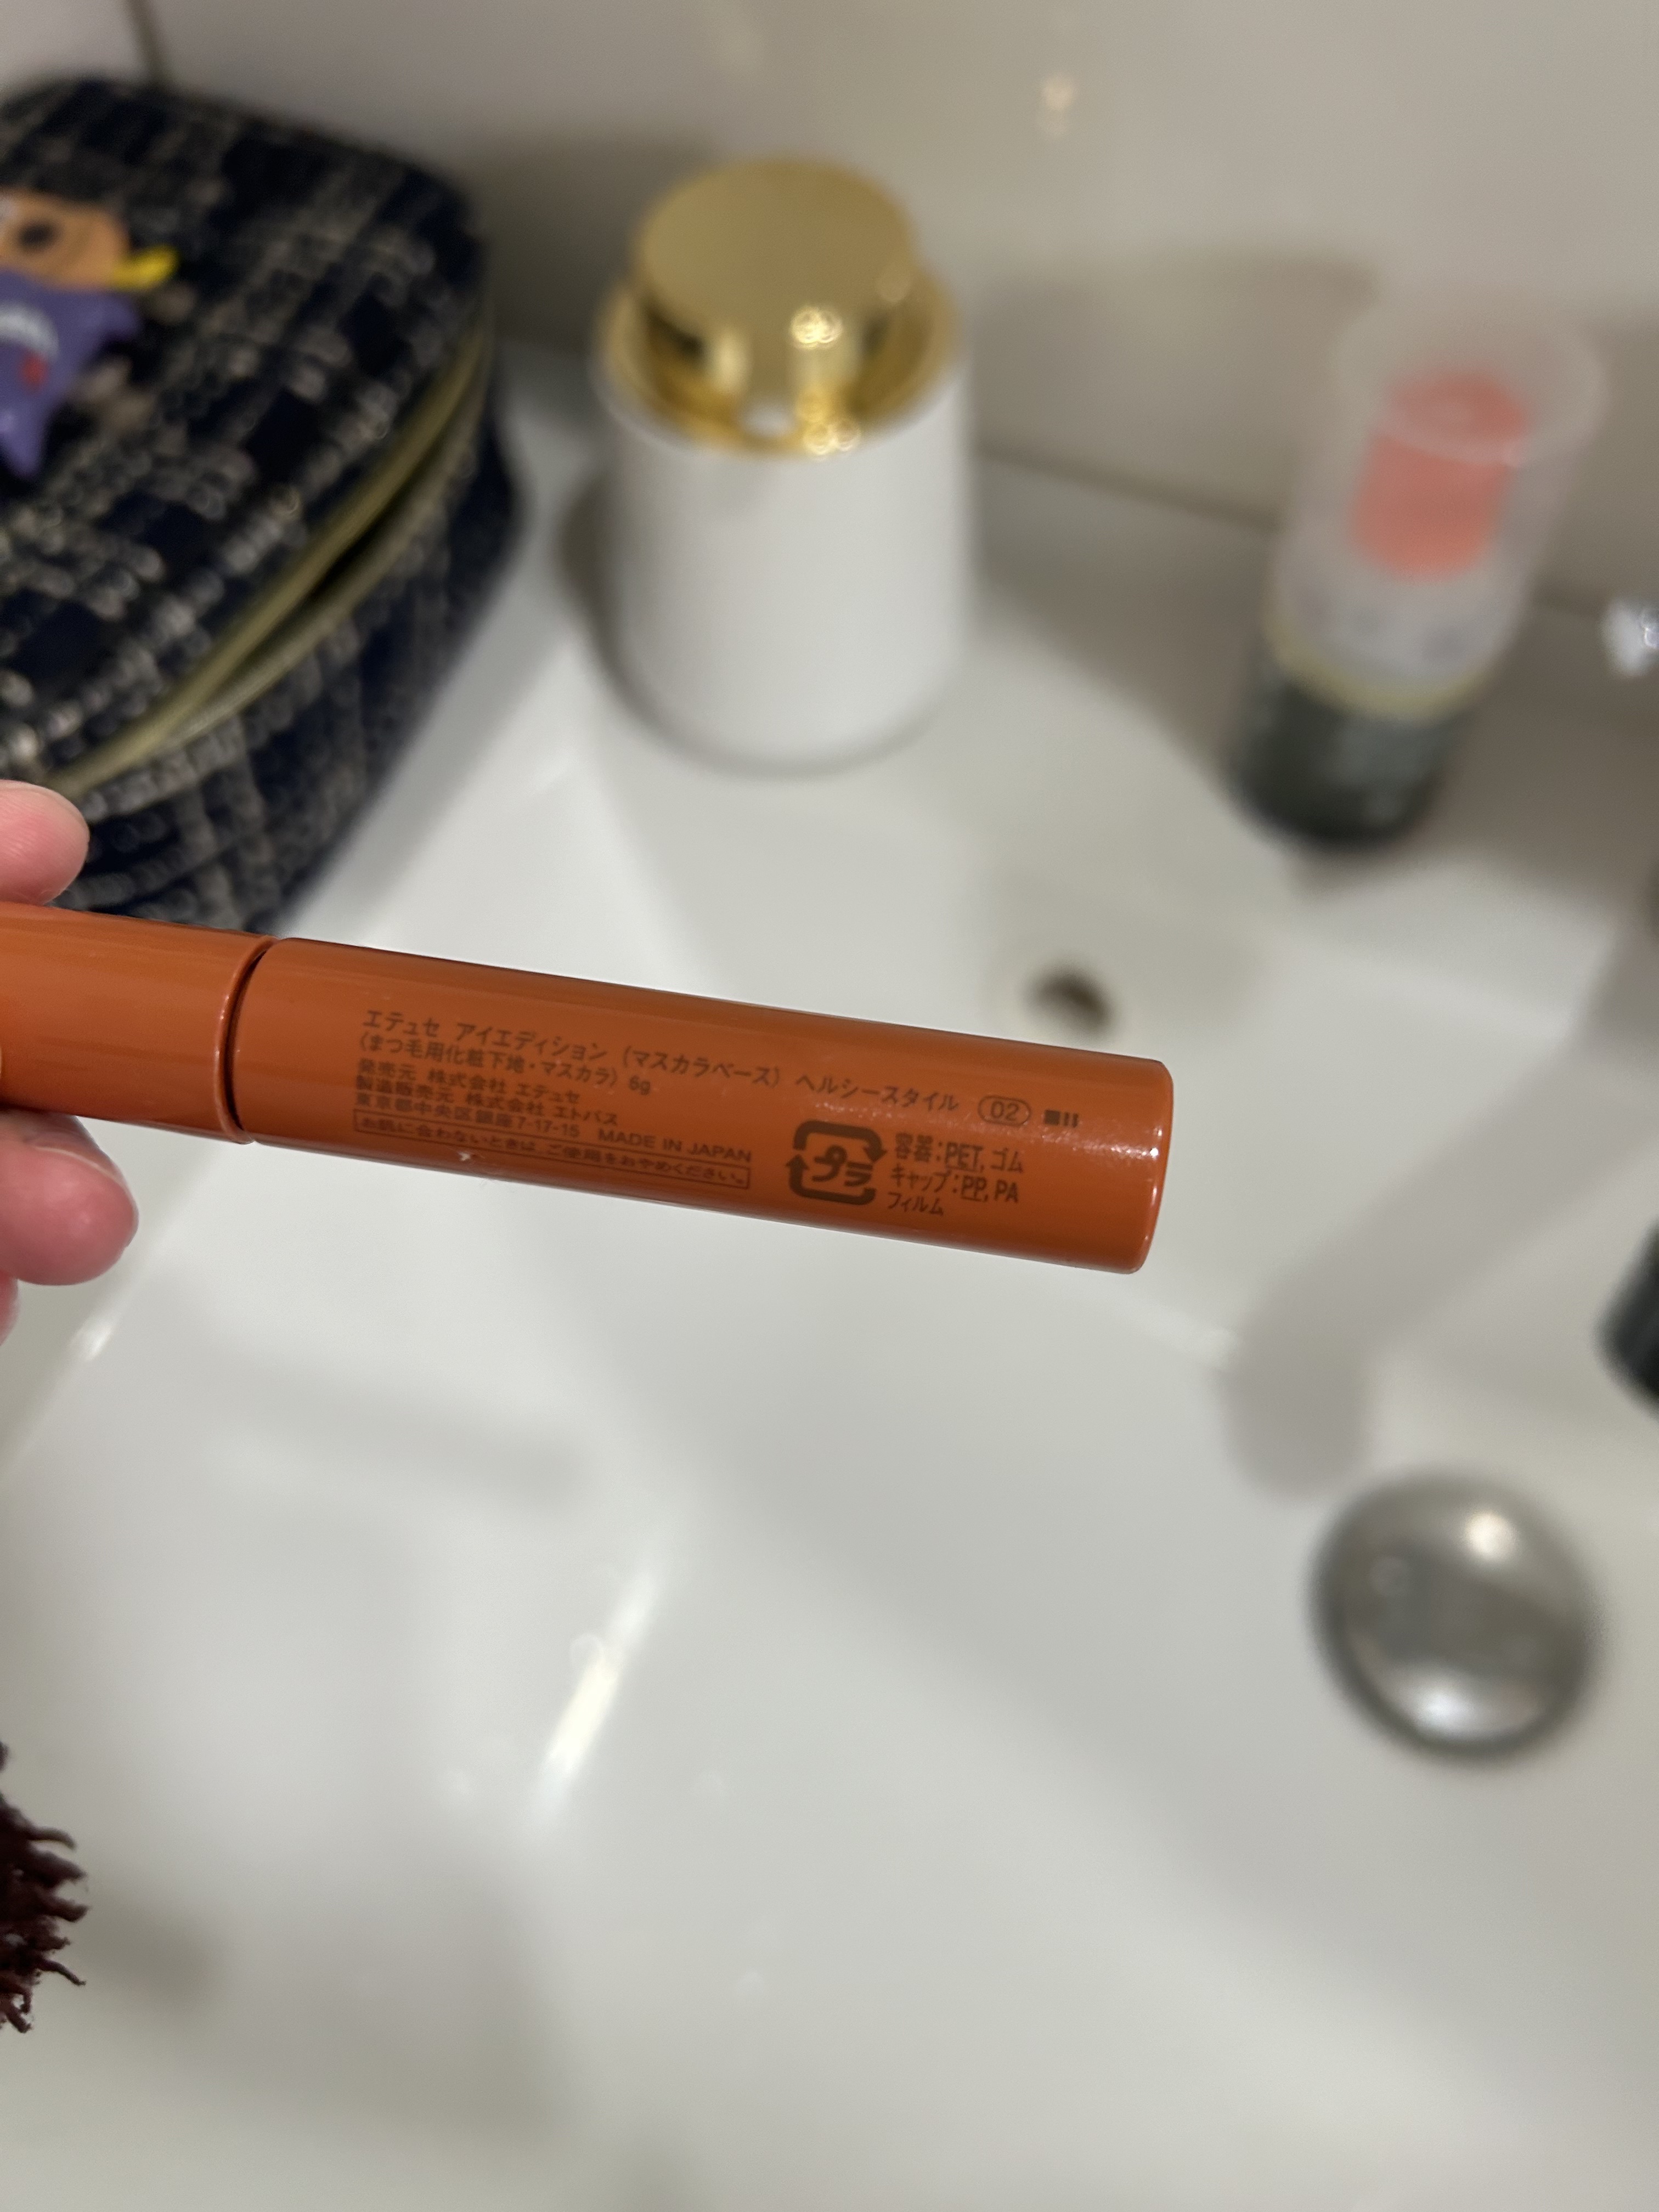 エテュセ アイエディション (マスカラベース) ヘルシースタイル 02
(まつ毛用化粧下地・マスカラ) 6g
発売元 株式会社 エテュセ
製造販売元 株式会社 エトバス
東京都中央区銀座7-17-15 MADE IN JAPAN
お肌に合わないときは、ご使用をおやめください。
プラ
容器:PET, ゴム
キャップ:PP, PA
フィルム